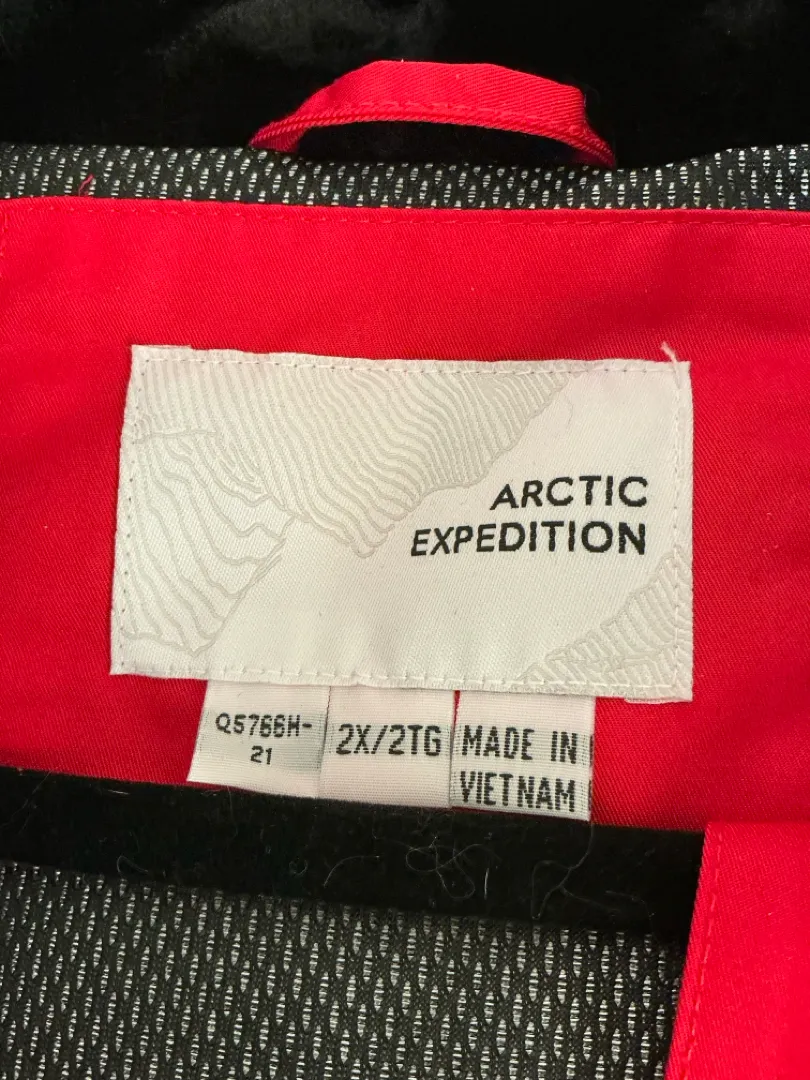 ARCTIC
EXPEDITION
Q5766H-
21
2X/2TG
MADE IN
VIETNAM